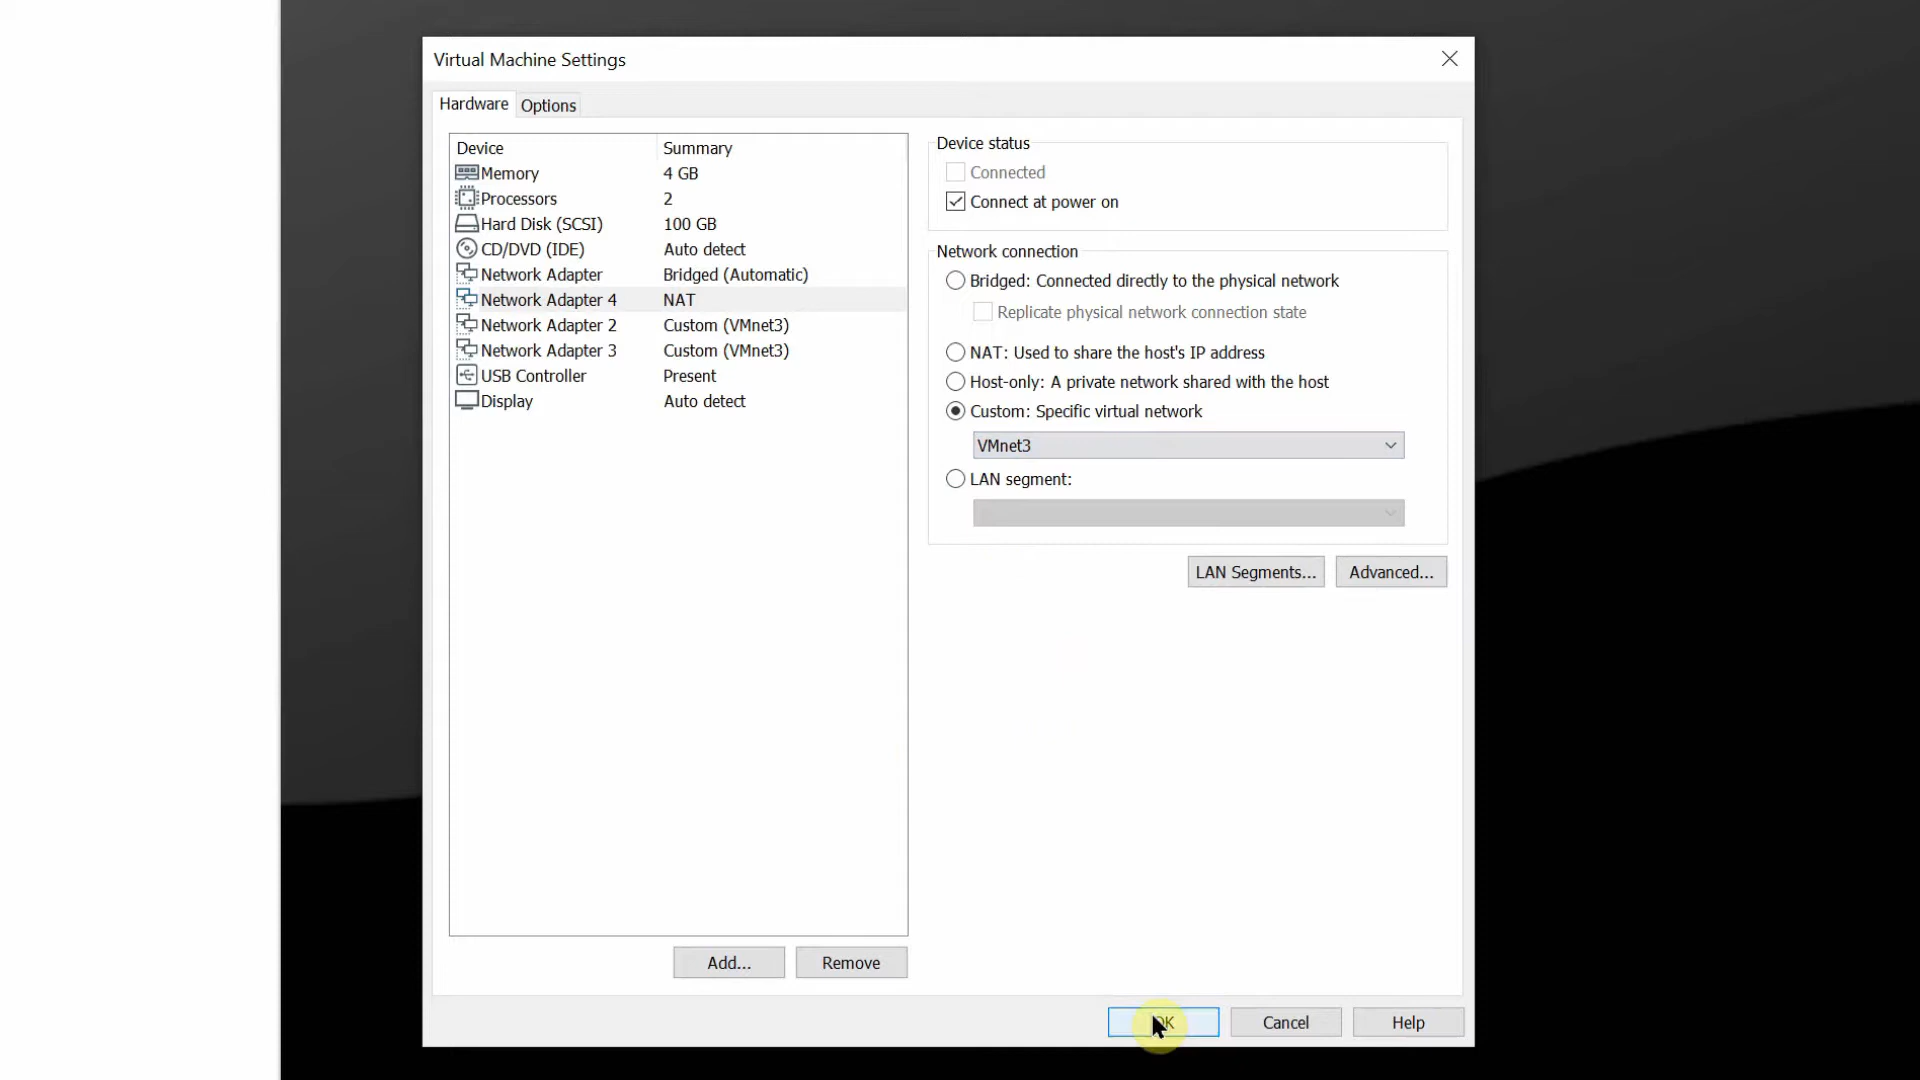 Virtual Machine Settings
Hardware
Options
Device Summary
Memory 4 GB
Processors 2
Hard Disk (SCSI) 100 GB
CD/DVD (IDE) Auto detect
Network Adapter Bridged (Automatic)
Network Adapter 4 NAT
Network Adapter 2 Custom (VMnet3)
Network Adapter 3 Custom (VMnet3)
USB Controller Present
Display Auto detect
Add...
Remove
Device status
Connected
Connect at power on
Network connection
Bridged: Connected directly to the physical network
Replicate physical network connection state
NAT: Used to share the host's IP address
Host-only: A private network shared with the host
Custom: Specific virtual network
VMnet3
LAN segment:
LAN Segments...
Advanced...
OK
Cancel
Help